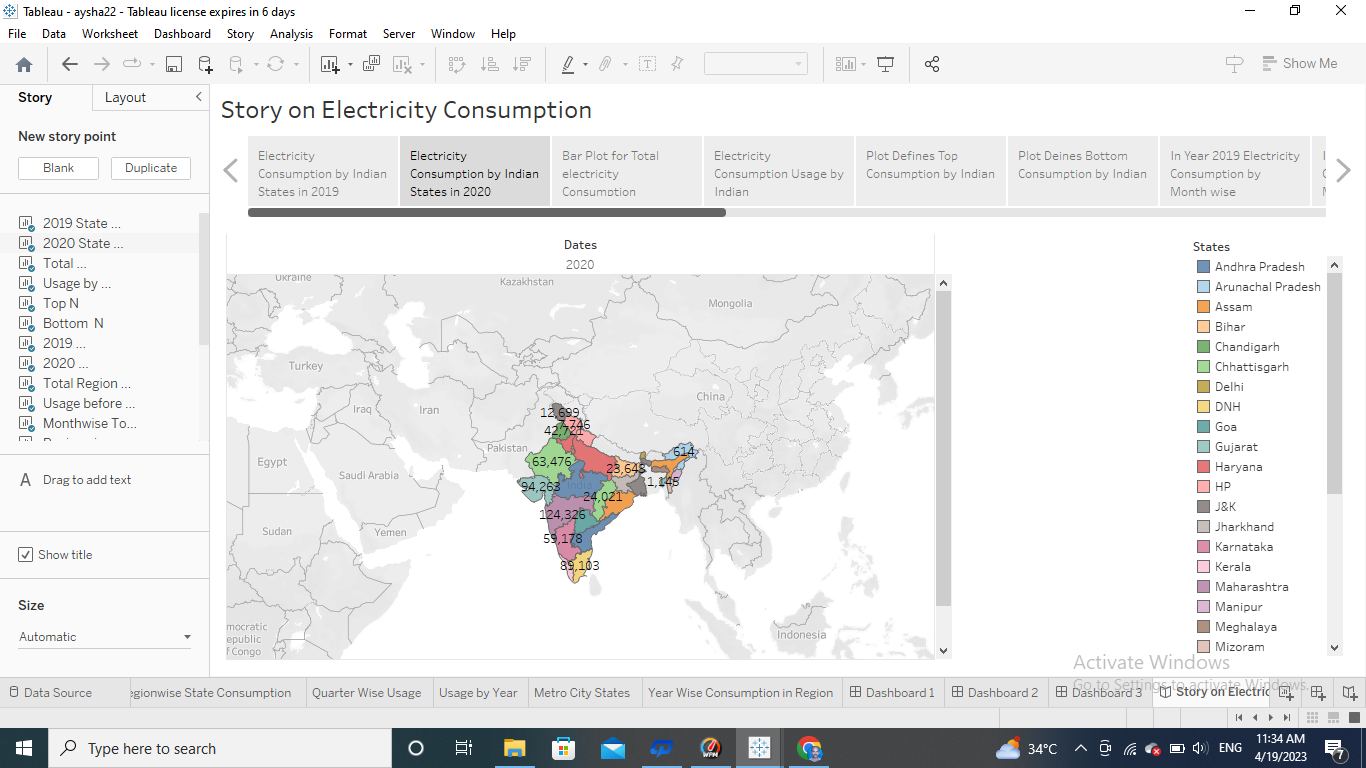 Tableau - aysha22 - Tableau license expires in 6 days
File Data Worksheet Dashboard Story Analysis Format Server Window Help
Show Me
Story Layout
New story point
Blank Duplicate
2019 State ...
2020 State ...
Total ...
Usage by ...
Top N
Bottom N
2019 ...
2020 ...
Total Region ...
Usage before ...
Monthwise To...
A Drag to add text
Show title
Size
Automatic
Story on Electricity Consumption
Electricity
Consumption by Indian
States in 2019
Electricity
Consumption by Indian
States in 2020
Bar Plot for Total
electricity
Consumption
Electricity
Consumption Usage by
Indian
Plot Defines Top
Consumption by Indian
Plot Deines Bottom
Consumption by Indian
In Year 2019 Electricity
Consumption by
Month wise
Dates
2020
Ukraine
Kazakhstan
Mongolia
Turkey
China
Iraq
Iran
Pakistan
Egypt
Saudi Arabia
India
Sudan
Yemen
mocratic
epublic
f Congo
Indonesia
12,699
7,746
42,721
614
63,476
23,648
94,263
1,145
24,021
124,326
59,178
89,103
States
Andhra Pradesh
Arunachal Pradesh
Assam
Bihar
Chandigarh
Chhattisgarh
Delhi
DNH
Goa
Gujarat
Haryana
HP
J&K
Jharkhand
Karnataka
Kerala
Maharashtra
Manipur
Meghalaya
Mizoram
Activate Windows
Go to Settings to activate Windows.
Data Source egionwise State Consumption Quarter Wise Usage Usage by Year Metro City States Year Wise Consumption in Region Dashboard 1 Dashboard 2 Dashboard 3 Story on Electric
Type here to search
34°C
ENG
11:34 AM
4/19/2023
7